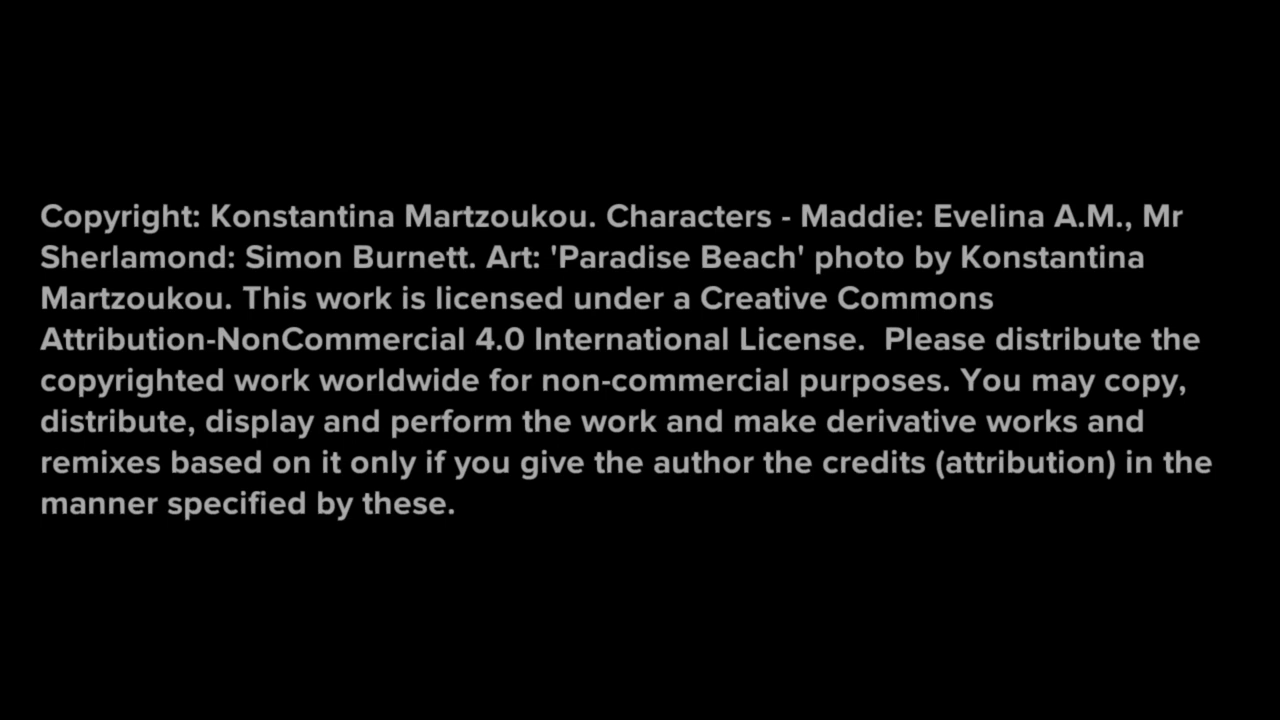 Copyright: Konstantina Martzoukou. Characters - Maddie: Evelina A.M., Mr
Sherlamond: Simon Burnett. Art: 'Paradise Beach' photo by Konstantina
Martzoukou. This work is licensed under a Creative Commons
Attribution-NonCommercial 4.0 International License.  Please distribute the
copyrighted work worldwide for non-commercial purposes. You may copy,
distribute, display and perform the work and make derivative works and
remixes based on it only if you give the author the credits (attribution) in the
manner specified by these.